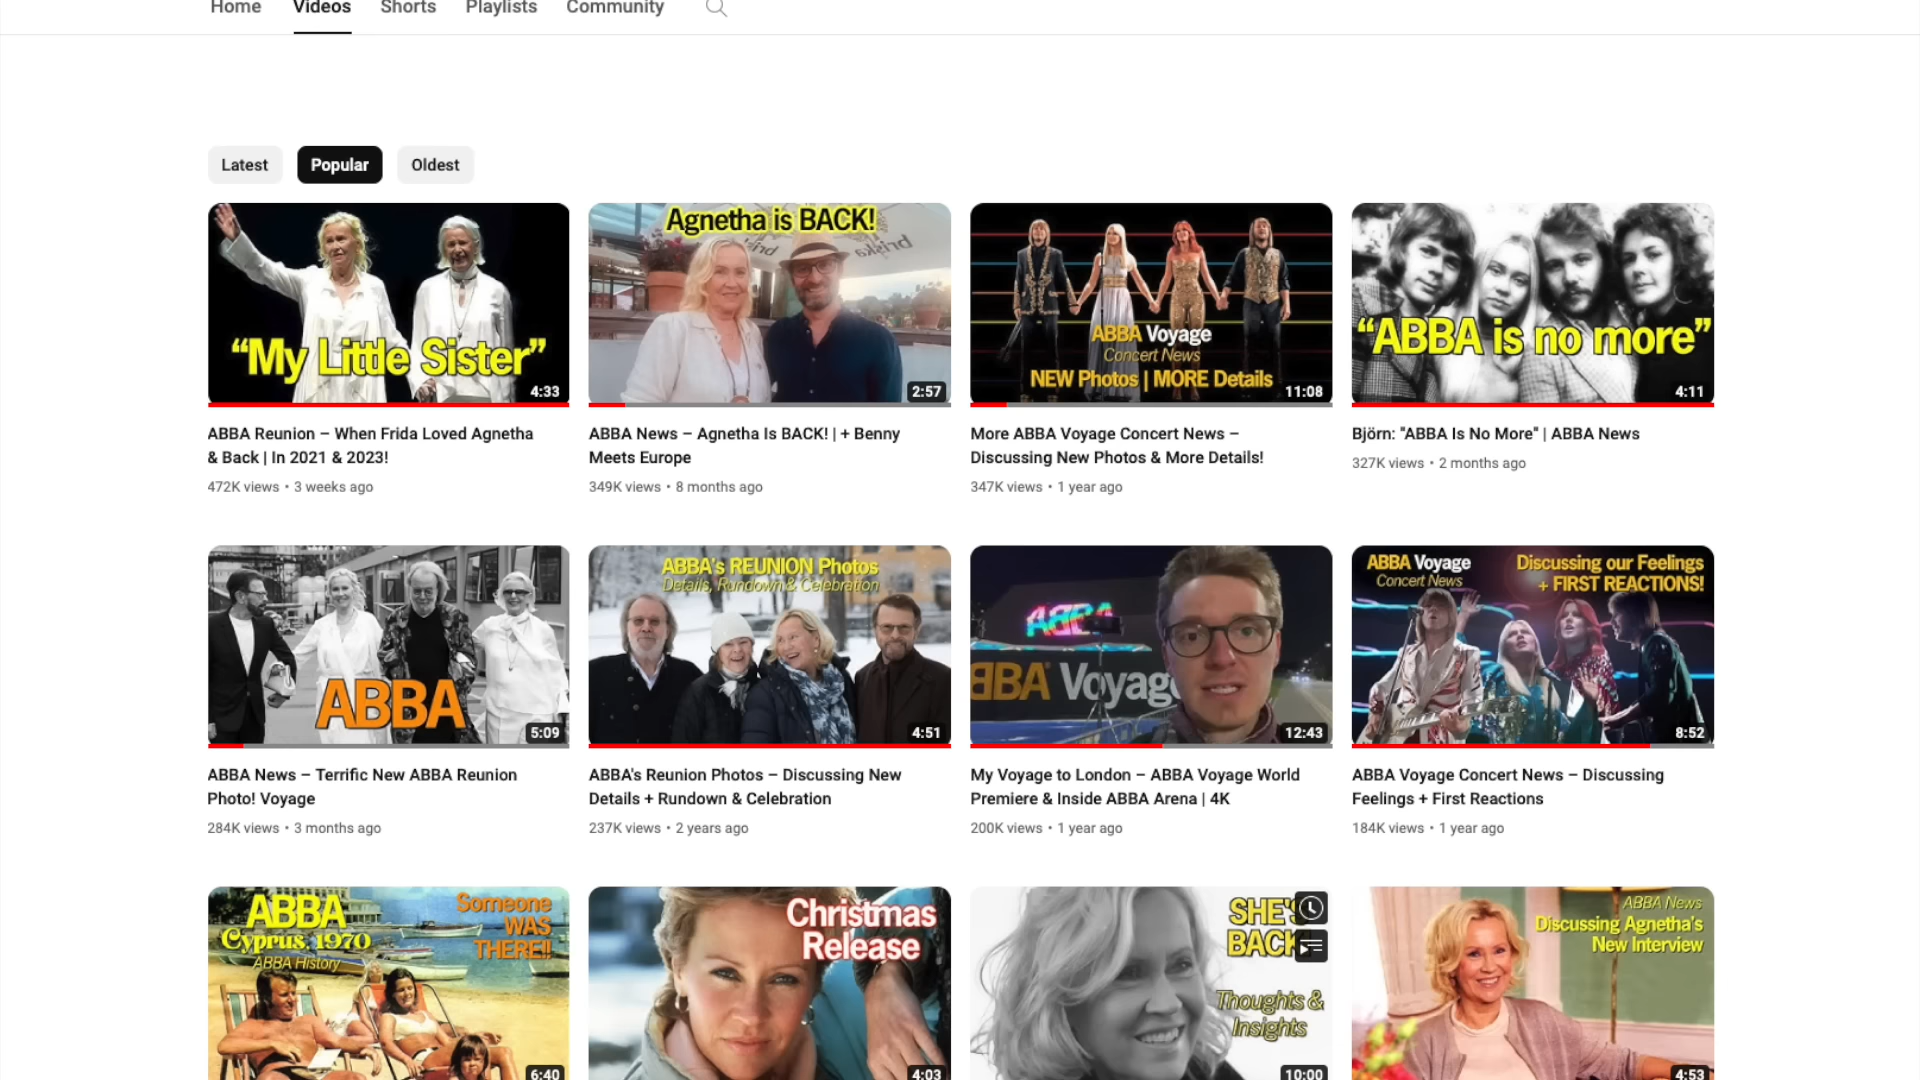 Home Videos Shorts Playlists Community
Latest Popular Oldest
“My Little Sister”
4:33
Agnetha is BACK!
briska
briska
2:57
ABBA Voyage
Concert News
NEW Photos | MORE Details
11:08
“ABBA is no more”
4:11
ABBA Reunion – When Frida Loved Agnetha
& Back | In 2021 & 2023!
472K views • 3 weeks ago
ABBA News – Agnetha Is BACK! | + Benny
Meets Europe
349K views • 8 months ago
More ABBA Voyage Concert News –
Discussing New Photos & More Details!
347K views • 1 year ago
Björn: "ABBA Is No More" | ABBA News
327K views • 2 months ago
ABBA
5:09
ABBA's REUNION Photos
Details, Rundown & Celebration
4:51
ABBA
BBA Voyage
12:43
ABBA Voyage
Concert News
Discussing our Feelings
+ FIRST REACTIONS!
8:52
ABBA News – Terrific New ABBA Reunion
Photo! Voyage
284K views • 3 months ago
ABBA's Reunion Photos – Discussing New
Details + Rundown & Celebration
237K views • 2 years ago
My Voyage to London – ABBA Voyage World
Premiere & Inside ABBA Arena | 4K
200K views • 1 year ago
ABBA Voyage Concert News – Discussing
Feelings + First Reactions
184K views • 1 year ago
ABBA
Cyprus, 1970
ABBA History
Someone
WAS
THERE!!
6:40
Christmas
Release
4:03
SHE'S
BACK
Thoughts &
Insights
10:00
ABBA News
Discussing Agnetha's
New Interview
4:53